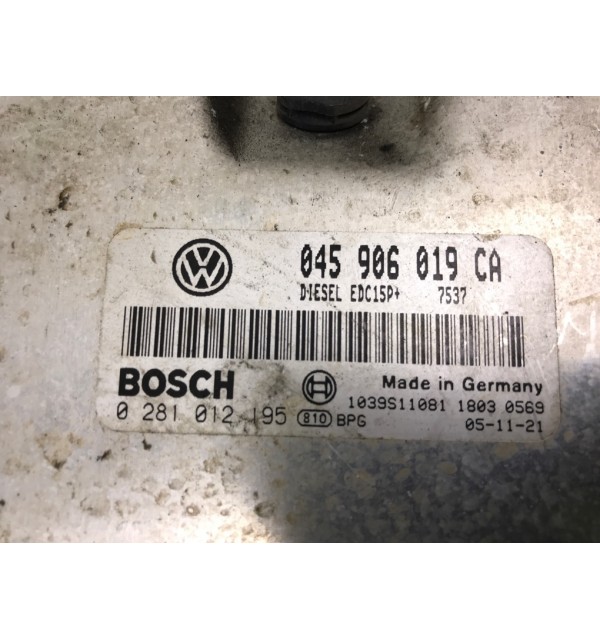 045 906 019 CA
DIESEL EDC15P+ 7537
BOSCH Made in Germany
0 281 012 195 810 BPG 1039S11081 1803 0569
05-11-21